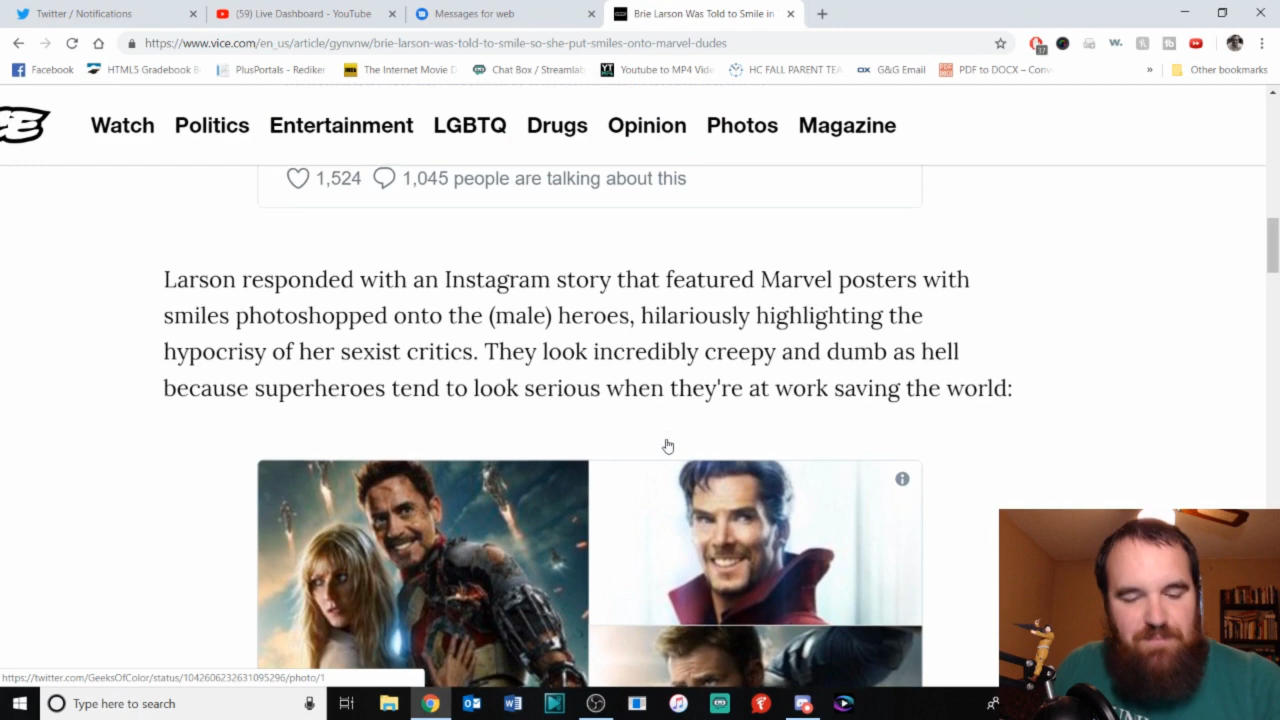 Twitter / Notifications
(59) Live Dashboard - YouTube
Messages for web
Brie Larson Was Told to Smile in
https://www.vice.com/en_us/article/gynvnw/brie-larson-was-told-to-smile-so-she-put-smiles-onto-marvel-dudes
17
Facebook
HTML5 Gradebook
PlusPortals - Rediker
The Internet Movie D
Chat Box / Streamlab
Youtube to MP4 Vide
HC FALL PARENT TEA
G&G Email
PDF to DOCX – Conv
»
Other bookmarks
Watch Politics Entertainment LGBTQ Drugs Opinion Photos Magazine
1,524 1,045 people are talking about this
Larson responded with an Instagram story that featured Marvel posters with
smiles photoshopped onto the (male) heroes, hilariously highlighting the
hypocrisy of her sexist critics. They look incredibly creepy and dumb as hell
because superheroes tend to look serious when they're at work saving the world:
https://twitter.com/GeeksOfColor/status/1042606232631095296/photo/1
Type here to search